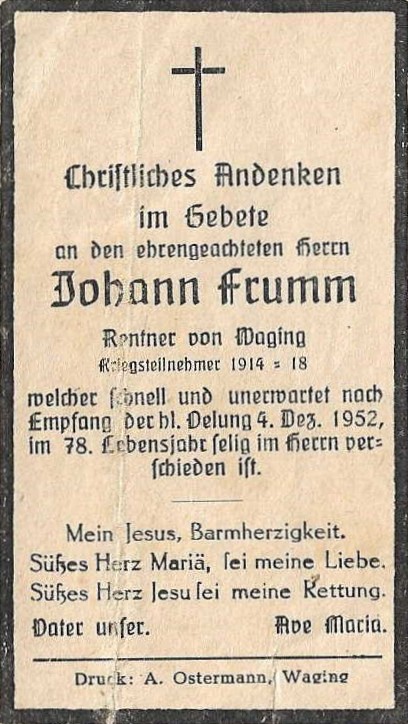 Christliches Andenken
im Gebete
an den ehrengeachteten Herrn
Johann Frumm
Rentner von Waging
Kriegsteilnehmer 1914 = 18
welcher schnell und unerwartet nach
Empfang der hl. Oelung 4. Dez. 1952,
im 78. Lebensjahr selig im Herrn ver=
schieden ist.
Mein Jesus, Barmherzigkeit.
Süßes Herz Mariä, sei meine Liebe.
Süßes Herz Jesu sei meine Rettung.
Vater unser. Ave Maria.
Druck: A. Ostermann, Waging